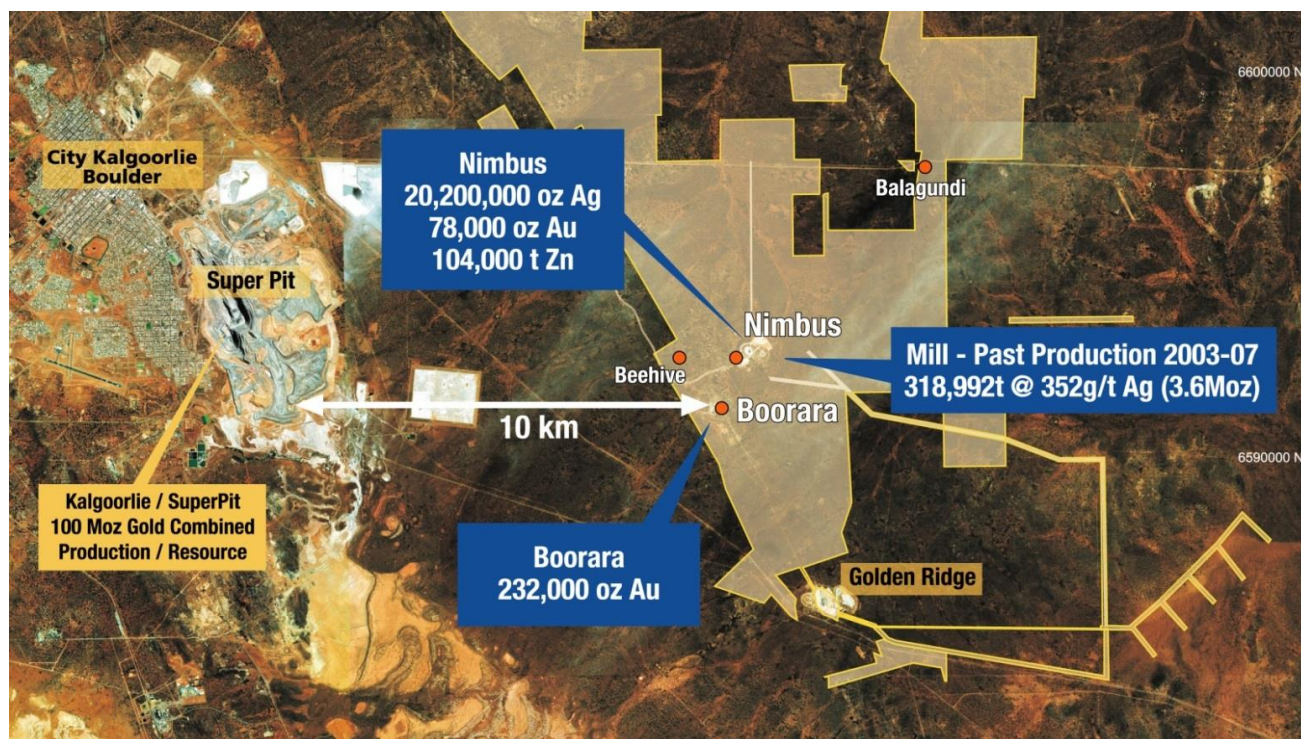 6600000 N
City Kalgoorlie
Boulder
Nimbus
20,200,000 oz Ag
78,000 oz Au
104,000 t Zn
Balagundi
Super Pit
Nimbus
Mill - Past Production 2003-07
318,992t @ 352g/t Ag (3.6Moz)
Beehive
Boorara
10 km
6590000 N
Kalgoorlie / SuperPit
100 Moz Gold Combined
Production / Resource
Boorara
232,000 oz Au
Golden Ridge